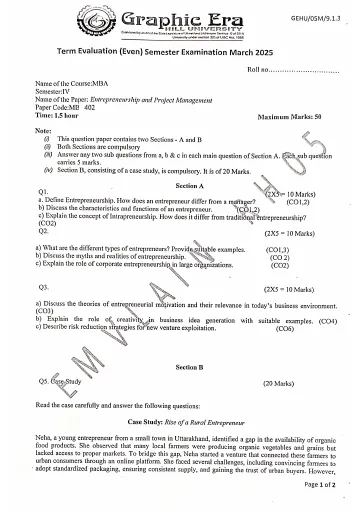 GEHU/0SM/9.1.3
Graphic Era
HILL UNIVERSITY
University under section 2(f) of UGC Act, 1956
Term Evaluation (Even) Semester Examination March 2025
Roll no........................
Name of the Course:MBA
Semester:IV
Name of the Paper: Entrepreneurship and Project Management
Paper Code:MB 402
Time: 1.5 hour Maximum Marks: 50
Note:
(i) This question paper contains two Sections - A and B
(ii) Both Sections are compulsory
(iii) Answer any two sub questions from a, b & c in each main question of Section A. Each sub question
carries 5 marks.
(iv) Section B, consisting of a case study, is compulsory. It is of 20 Marks.
Section A
Q1. (2X5 = 10 Marks)
a. Define Entrepreneurship. How does an entrepreneur differ from a manager? (CO1,2)
b) Discuss the characteristics and functions of an entrepreneur. (CO1,2)
c) Explain the concept of Intrapreneurship. How does it differ from traditional entrepreneurship?
(CO2)
Q2. (2X5 = 10 Marks)
a) What are the different types of entrepreneurs? Provide suitable examples. (CO1,3)
b) Discuss the myths and realities of entrepreneurship. (CO 2)
c) Explain the role of corporate entrepreneurship in large organizations. (CO2)
Q3. (2X5 = 10 Marks)
a) Discuss the theories of entrepreneurial motivation and their relevance in today's business environment.
(CO3)
b) Explain the role of creativity in business idea generation with suitable examples. (CO4)
c) Describe risk reduction strategies for new venture exploitation. (CO6)
Section B
Q5. Case Study (20 Marks)
Read the case carefully and answer the following questions:
Case Study: Rise of a Rural Entrepreneur
Neha, a young entrepreneur from a small town in Uttarakhand, identified a gap in the availability of organic
food products. She observed that many local farmers were producing organic vegetables and grains but
lacked access to proper markets. To bridge this gap, Neha started a venture that connected these farmers to
urban consumers through an online platform. She faced several challenges, including convincing farmers to
adopt standardized packaging, ensuring consistent supply, and gaining the trust of urban buyers. However,
Page 1 of 2